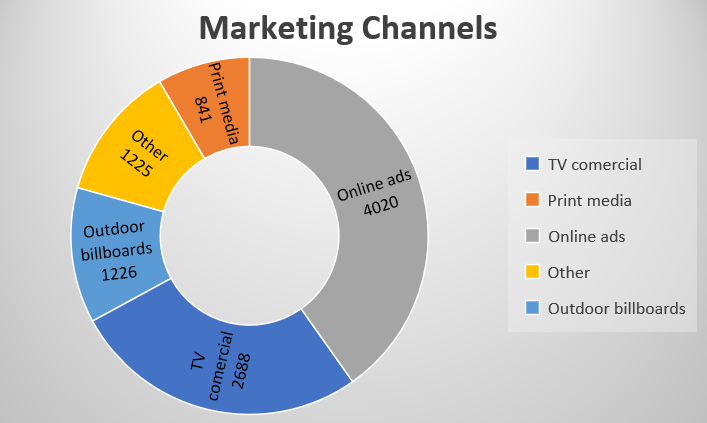 Marketing Channels
Online ads
4020
TV
comercial
2688
Outdoor
billboards
1226
Other
1225
Print media
841
TV comercial
Print media
Online ads
Other
Outdoor billboards